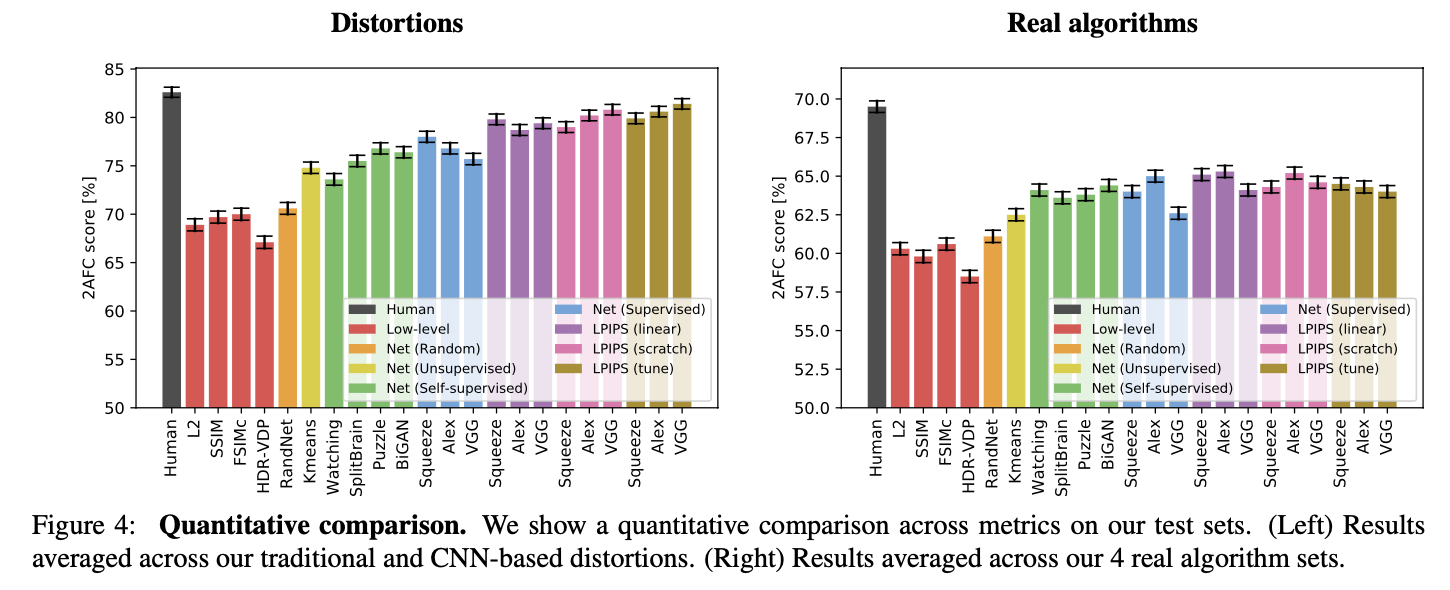 Distortions
85
80
75
70
65
60
55
50
2AFC score [%]
Human
Low-level
Net (Random)
Net (Unsupervised)
Net (Self-supervised)
Net (Supervised)
LPIPS (linear)
LPIPS (scratch)
LPIPS (tune)
Human
L2
SSIM
FSIMc
HDR-VDP
RandNet
Kmeans
Watching
SplitBrain
Puzzle
BiGAN
Squeeze
Alex
VGG
Squeeze
Alex
VGG
Squeeze
Alex
VGG
Squeeze
Alex
VGG
Real algorithms
70.0
67.5
65.0
62.5
60.0
57.5
55.0
52.5
50.0
2AFC score [%]
Human
Low-level
Net (Random)
Net (Unsupervised)
Net (Self-supervised)
Net (Supervised)
LPIPS (linear)
LPIPS (scratch)
LPIPS (tune)
Human
L2
SSIM
FSIMc
HDR-VDP
RandNet
Kmeans
Watching
SplitBrain
Puzzle
BiGAN
Squeeze
Alex
VGG
Squeeze
Alex
VGG
Squeeze
Alex
VGG
Squeeze
Alex
VGG
Figure 4: Quantitative comparison. We show a quantitative comparison across metrics on our test sets. (Left) Results
averaged across our traditional and CNN-based distortions. (Right) Results averaged across our 4 real algorithm sets.